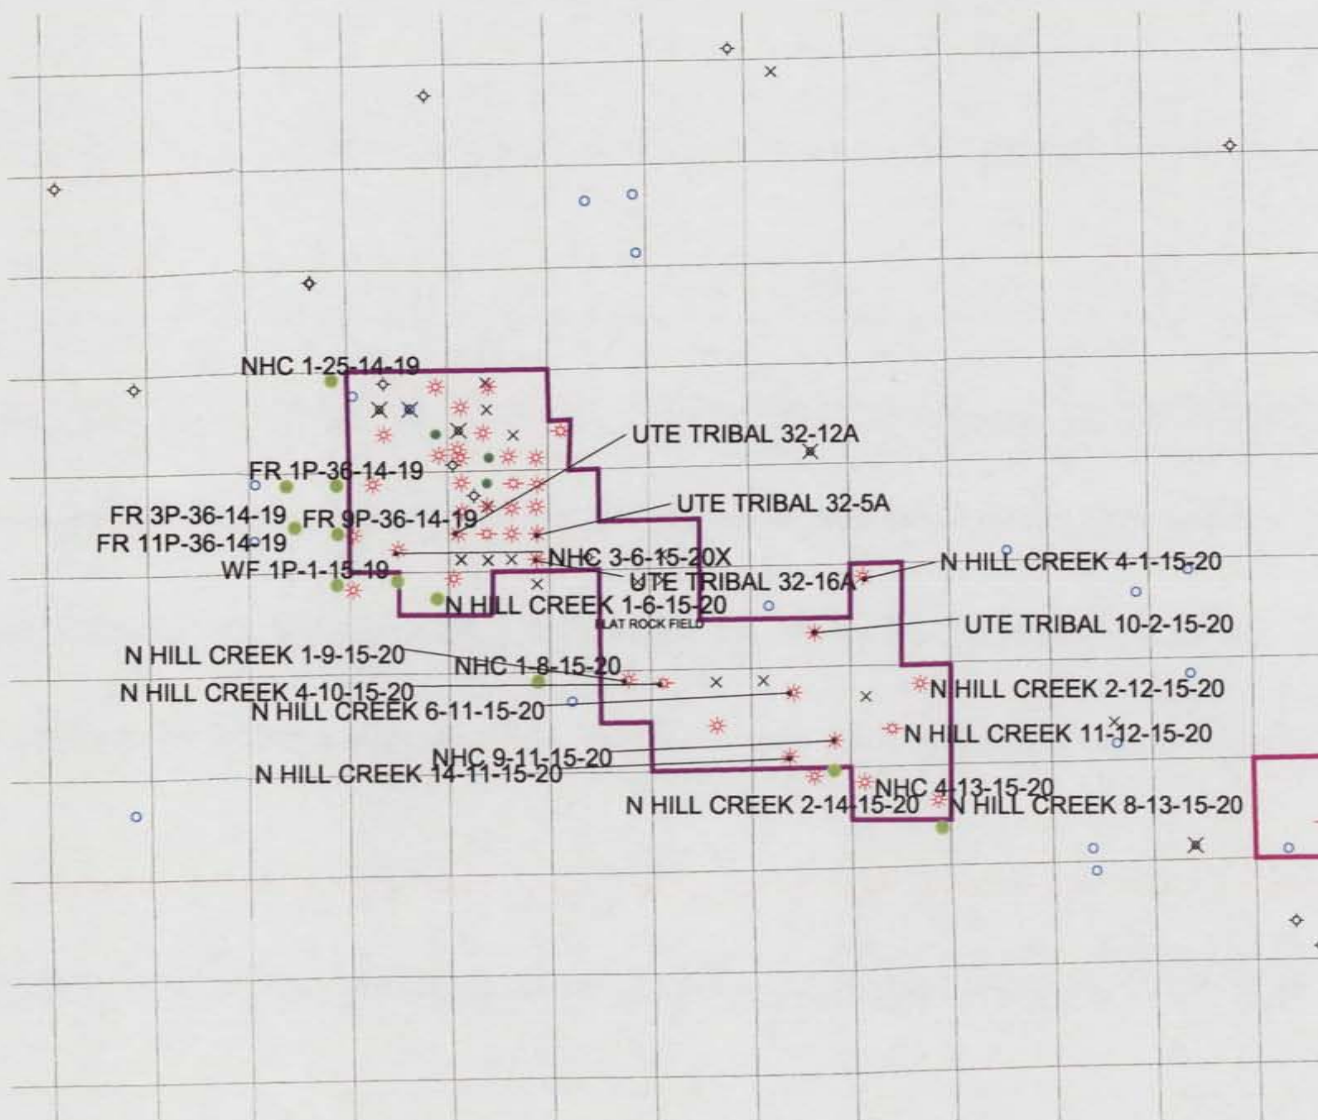 NHC 1-25-14-19
UTE TRIBAL 32-12A
FR 1P-36-14-19
UTE TRIBAL 32-5A
FR 3P-36-14-19
FR 9P-36-14-19
FR 11P-36-14-19
NHC 3-6-15-20X
N HILL CREEK 4-1-15-20
WF 1P-1-15-19
UTE TRIBAL 32-16A
N HILL CREEK 1-6-15-20
FLAT ROCK FIELD
UTE TRIBAL 10-2-15-20
N HILL CREEK 1-9-15-20
NHC 1-8-15-20
N HILL CREEK 4-10-15-20
N HILL CREEK 2-12-15-20
N HILL CREEK 6-11-15-20
N HILL CREEK 11-12-15-20
NHC 9-11-15-20
N HILL CREEK 14-11-15-20
NHC 4-13-15-20
N HILL CREEK 2-14-15-20
N HILL CREEK 8-13-15-20